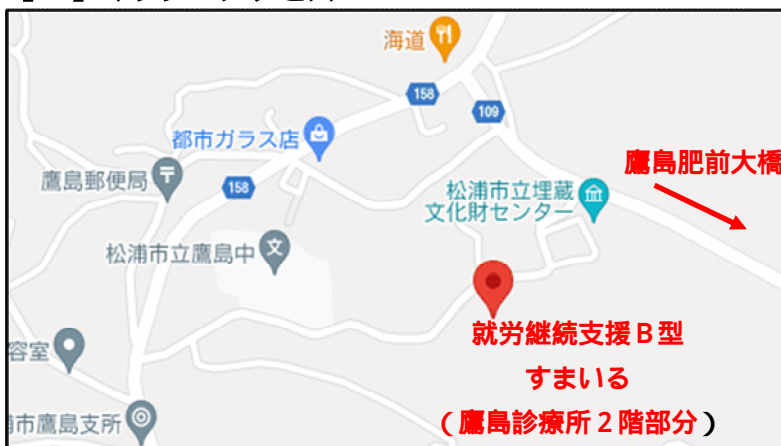 海道
158
109
都市ガラス店
鷹島肥前大橋
鷹島郵便局
158
松浦市立埋蔵
文化財センター
松浦市立鷹島中
就労継続支援B型
容室
すまいる
市鷹島支所
(鷹島診療所2階部分)